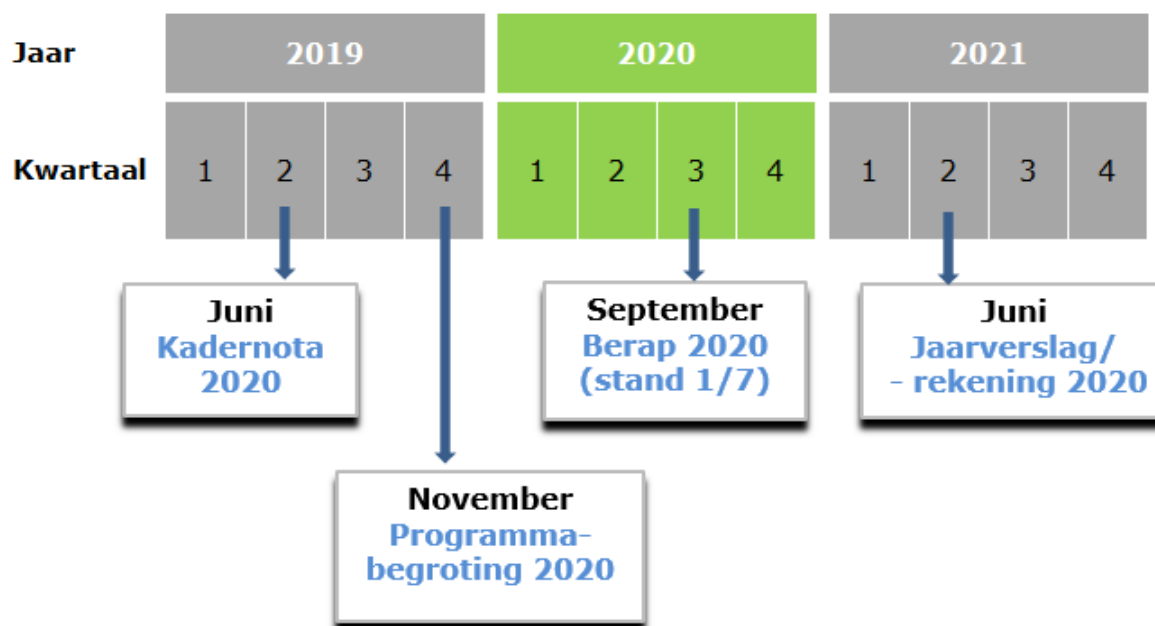 Jaar 2019 2020 2021
Kwartaal 1 2 3 4 1 2 3 4 1 2 3 4
Juni
Kadernota
2020
November
Programma-
begroting 2020
September
Berap 2020
(stand 1/7)
Juni
Jaarverslag/
- rekening 2020